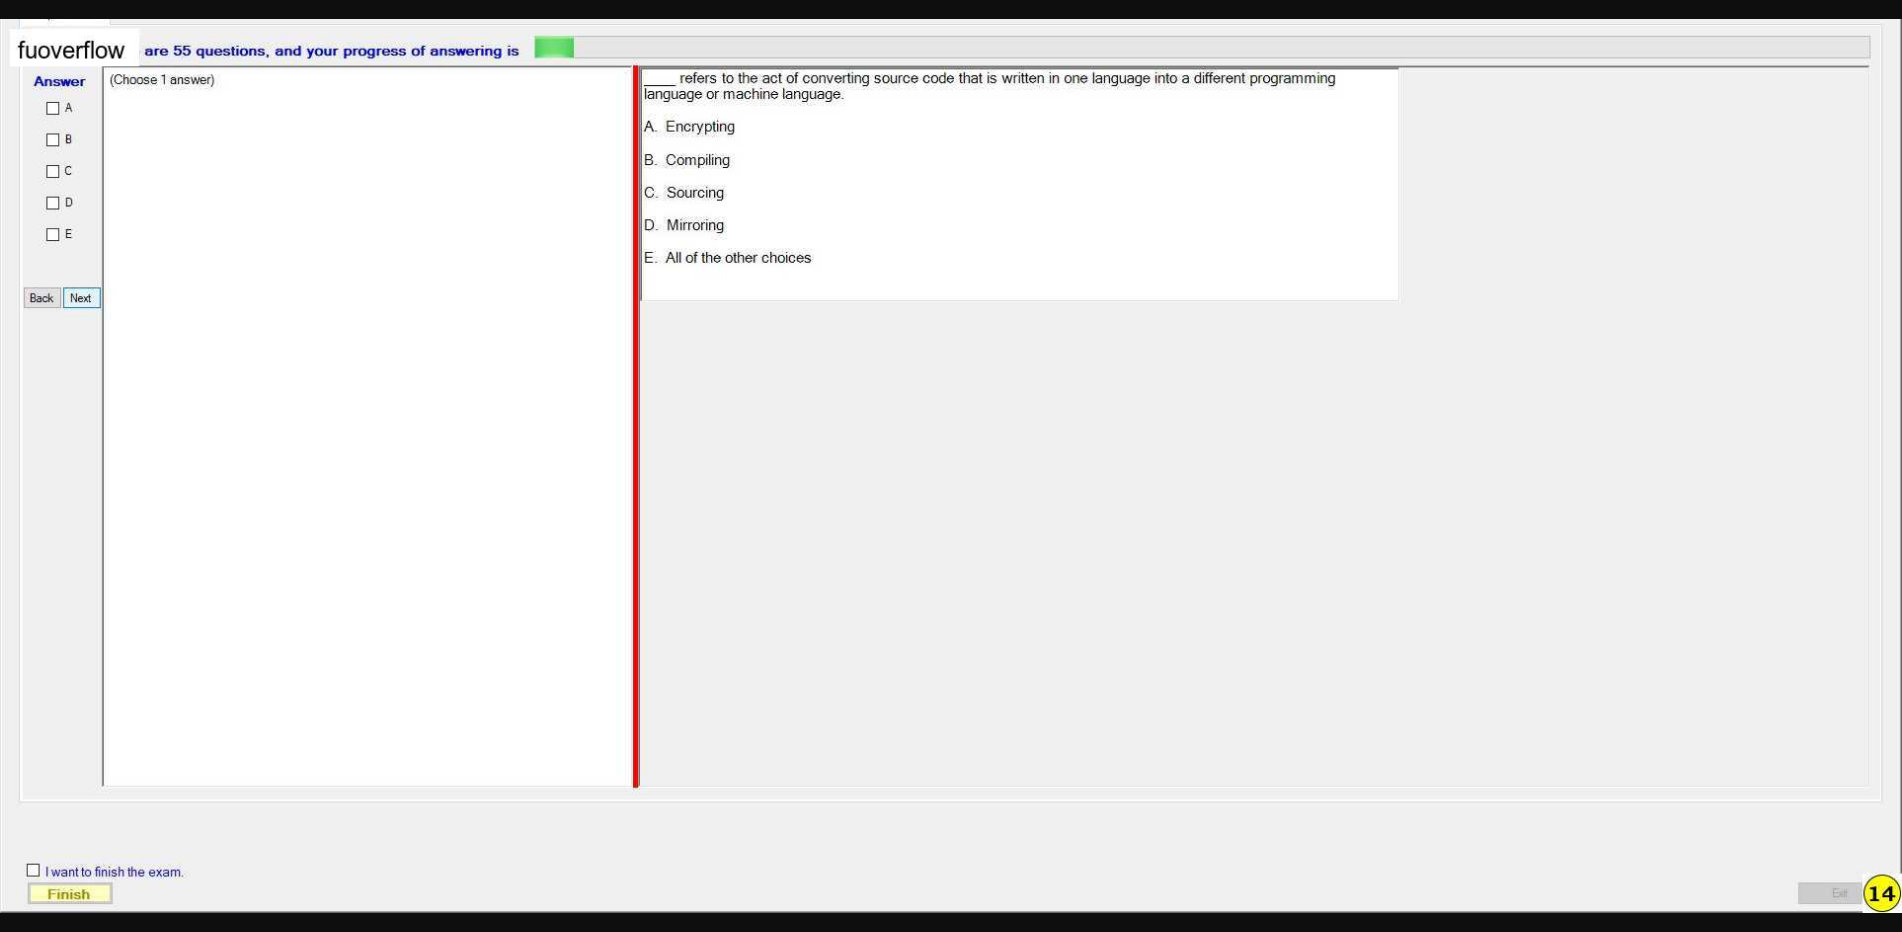 fuoverflow are 55 questions, and your progress of answering is
Answer
(Choose 1 answer)
A
B
C
D
E
Back Next
____ refers to the act of converting source code that is written in one language into a different programming
language or machine language.
A. Encrypting
B. Compiling
C. Sourcing
D. Mirroring
E. All of the other choices
I want to finish the exam.
Finish
Exit
14